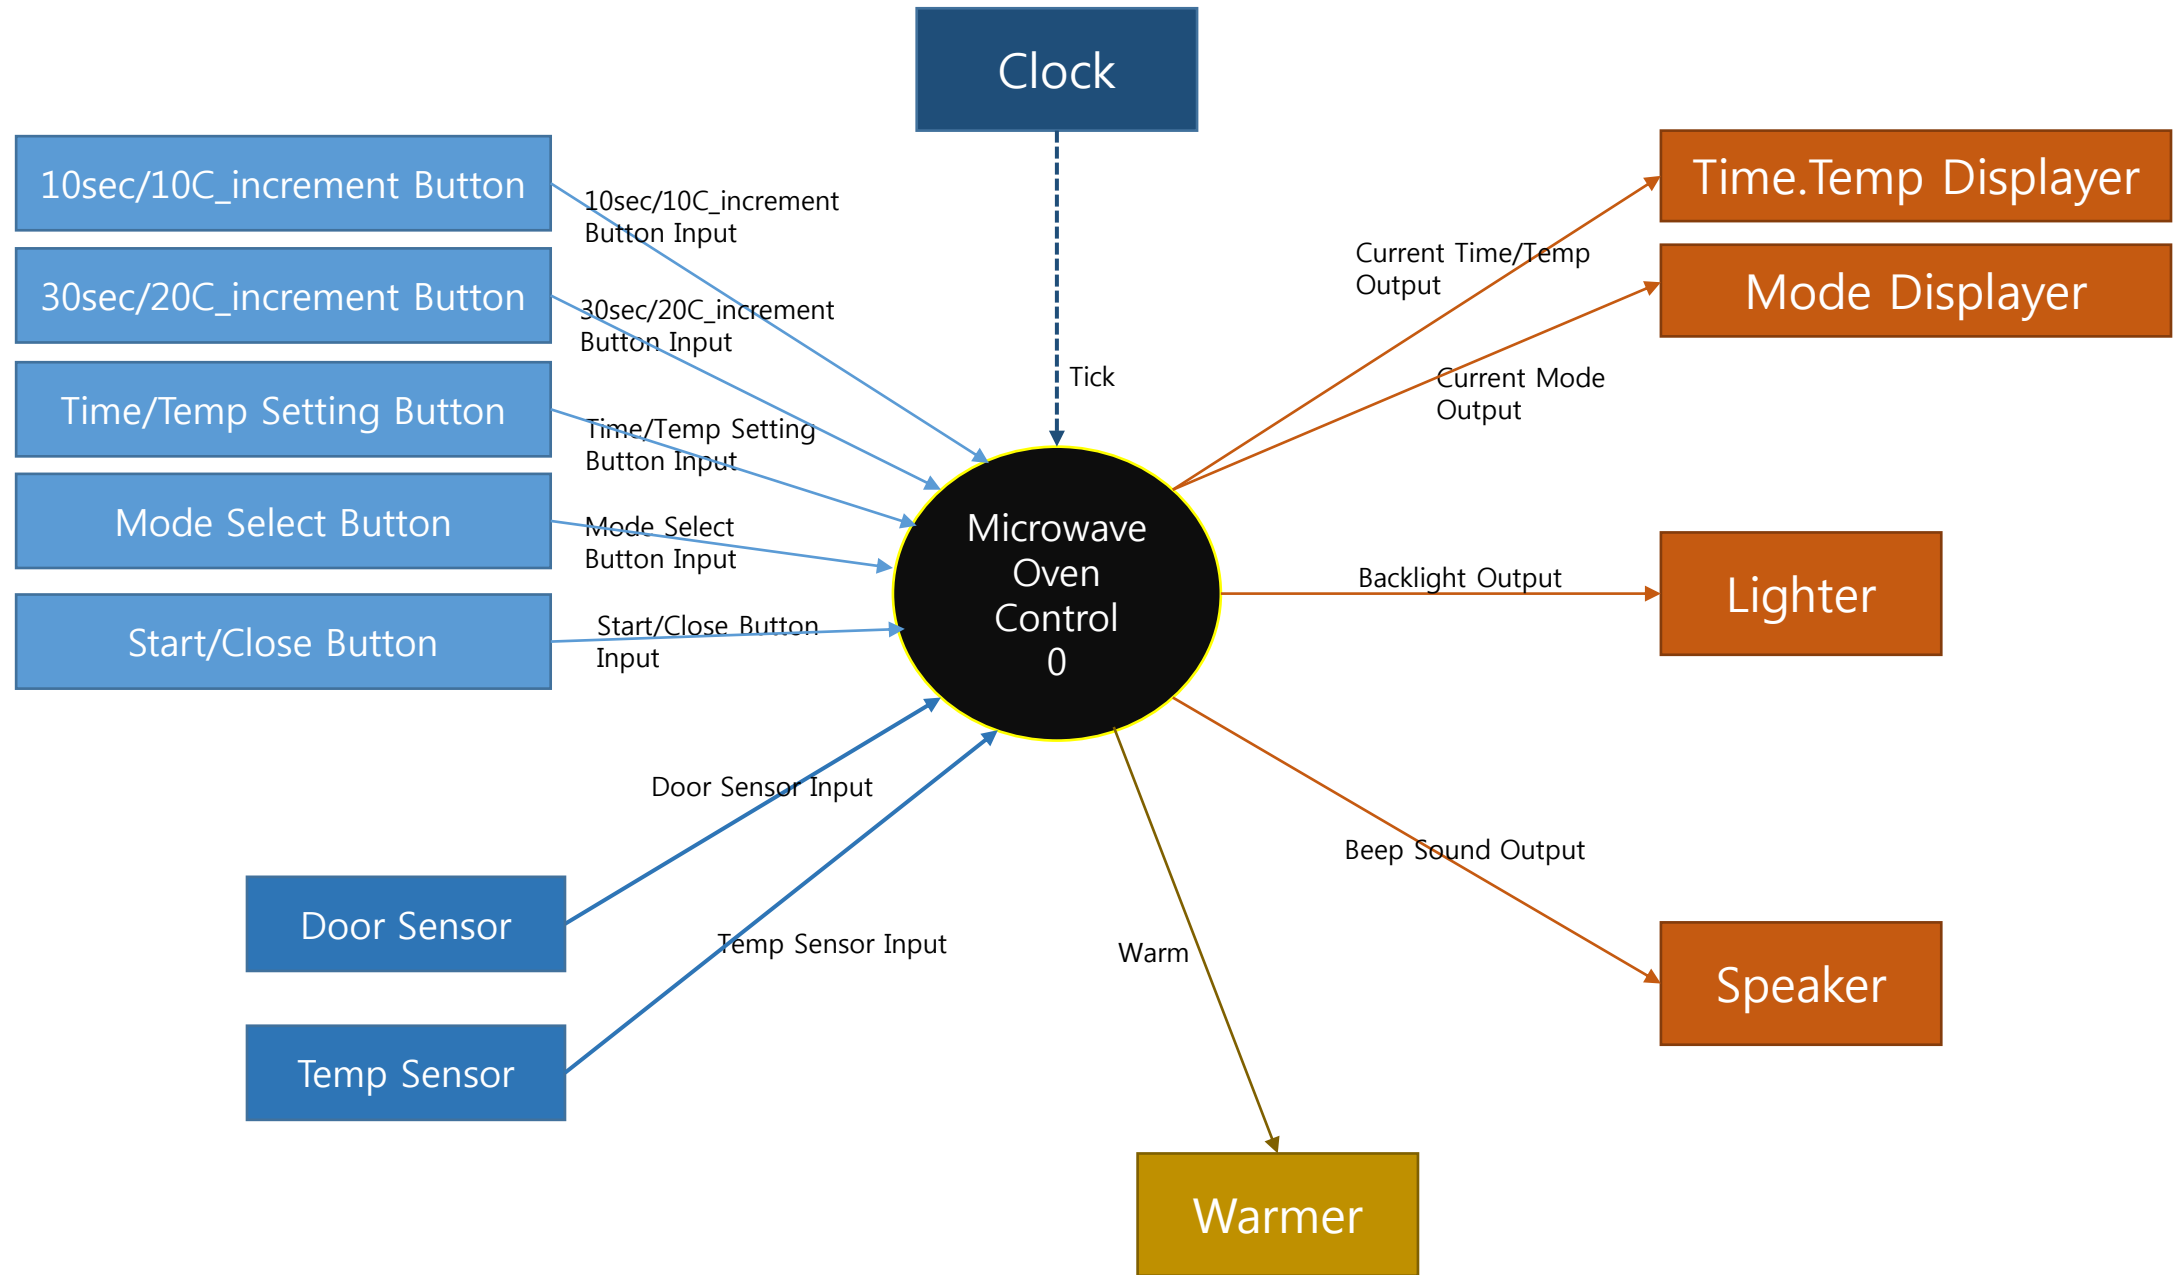 Clock
10sec/10C_increment Button
30sec/20C_increment Button
Time/Temp Setting Button
Mode Select Button
Start/Close Button
10sec/10C_increment
Button Input
30sec/20C_increment
Button Input
Time/Temp Setting
Button Input
Mode Select
Button Input
Start/Close Button
Input
Tick
Microwave
Oven
Control
0
Current Time/Temp
Output
Current Mode
Output
Time.Temp Displayer
Mode Displayer
Backlight Output
Lighter
Door Sensor Input
Temp Sensor Input
Door Sensor
Temp Sensor
Warm
Beep Sound Output
Speaker
Warmer